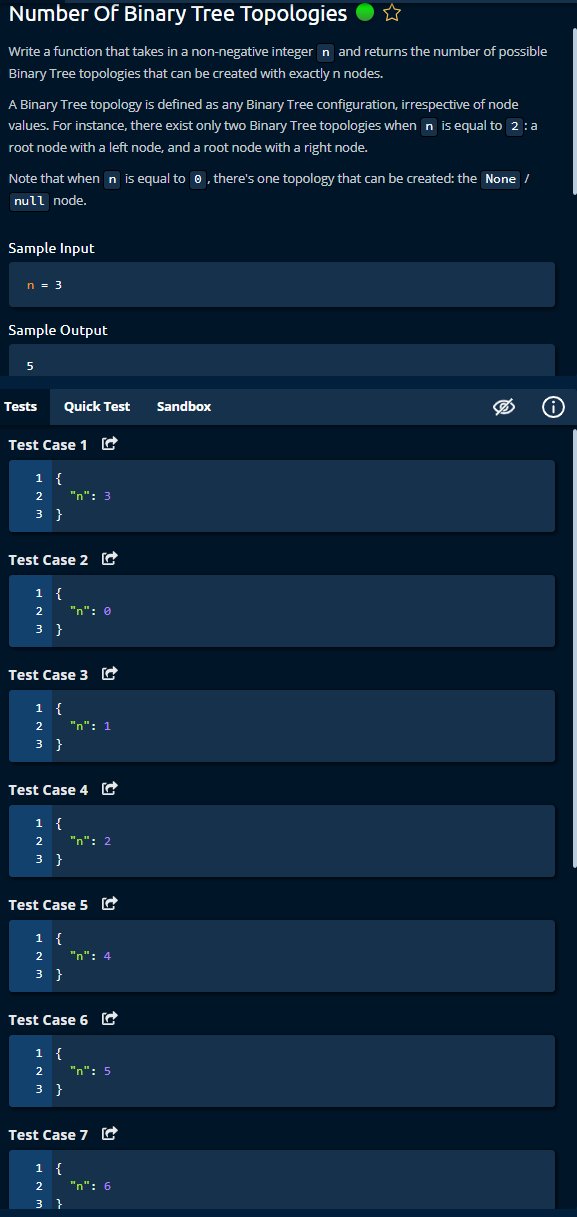 Number Of Binary Tree Topologies
Write a function that takes in a non-negative integer n and returns the number of possible
Binary Tree topologies that can be created with exactly n nodes.
A Binary Tree topology is defined as any Binary Tree configuration, irrespective of node
values. For instance, there exist only two Binary Tree topologies when n is equal to 2 : a
root node with a left node, and a root node with a right node.
Note that when n is equal to 0 , there's one topology that can be created: the None /
null node.
Sample Input
n = 3
Sample Output
5
Tests Quick Test Sandbox
Test Case 1
1 {
2 "n": 3
3 }
Test Case 2
1 {
2 "n": 0
3 }
Test Case 3
1 {
2 "n": 1
3 }
Test Case 4
1 {
2 "n": 2
3 }
Test Case 5
1 {
2 "n": 4
3 }
Test Case 6
1 {
2 "n": 5
3 }
Test Case 7
1 {
2 "n": 6
3 }